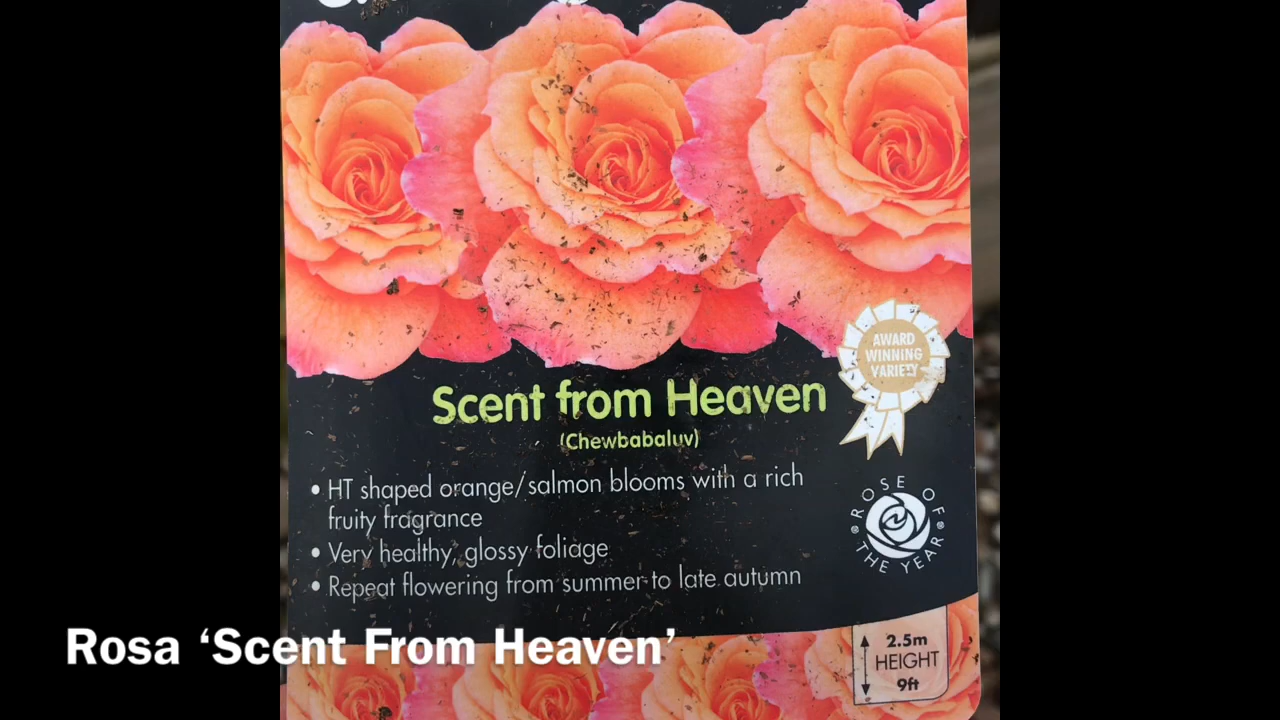 AWARD
WINNING
VARIETY
Scent from Heaven
(Chewbabaluv)
• HT shaped orange/salmon blooms with a rich
fruity fragrance
• Very healthy, glossy foliage
• Repeat flowering from summer to late autumn
ROSE OF
THE YEAR
2.5m
HEIGHT
9ft
Rosa ‘Scent From Heaven’